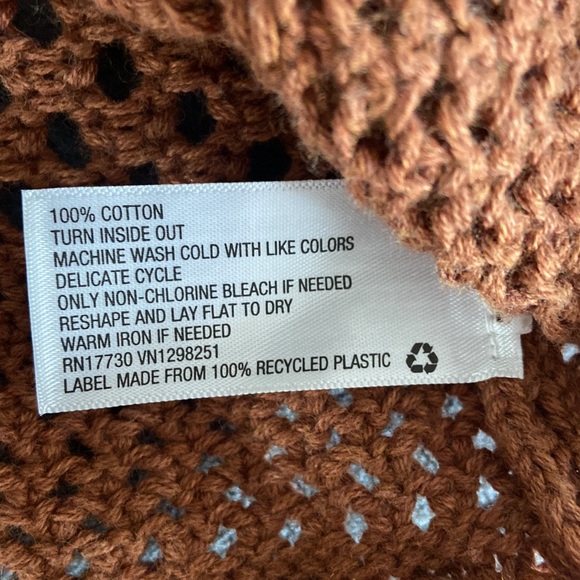 100% COTTON
TURN INSIDE OUT
MACHINE WASH COLD WITH LIKE COLORS
DELICATE CYCLE
ONLY NON-CHLORINE BLEACH IF NEEDED
RESHAPE AND LAY FLAT TO DRY
WARM IRON IF NEEDED
RN17730 VN1298251
LABEL MADE FROM 100% RECYCLED PLASTIC